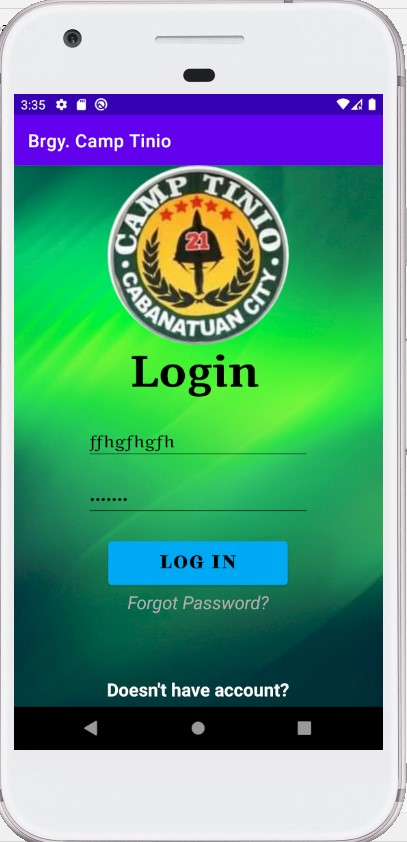 3:35
Brgy. Camp Tinio
CAMP TINIO
21
CABANATUAN CITY
Login
ffhgfhgfh
.......
LOG IN
Forgot Password?
Doesn't have account?